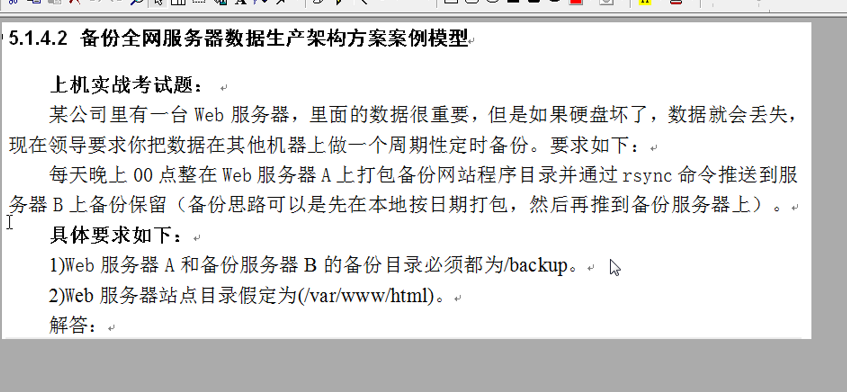 5.1.4.2 备份全网服务器数据生产架构方案案例模型
上机实战考试题：
某公司里有一台 Web 服务器，里面的数据很重要，但是如果硬盘坏了，数据就会丢失，
现在领导要求你把数据在其他机器上做一个周期性定时备份。要求如下：
每天晚上 00 点整在 Web 服务器 A 上打包备份网站程序目录并通过 rsync 命令推送到服
务器 B 上备份保留（备份思路可以是先在本地按日期打包，然后再推到备份服务器上）。
具体要求如下：
1)Web 服务器 A 和备份服务器 B 的备份目录必须都为/backup。
2)Web 服务器站点目录假定为(/var/www/html)。
解答：